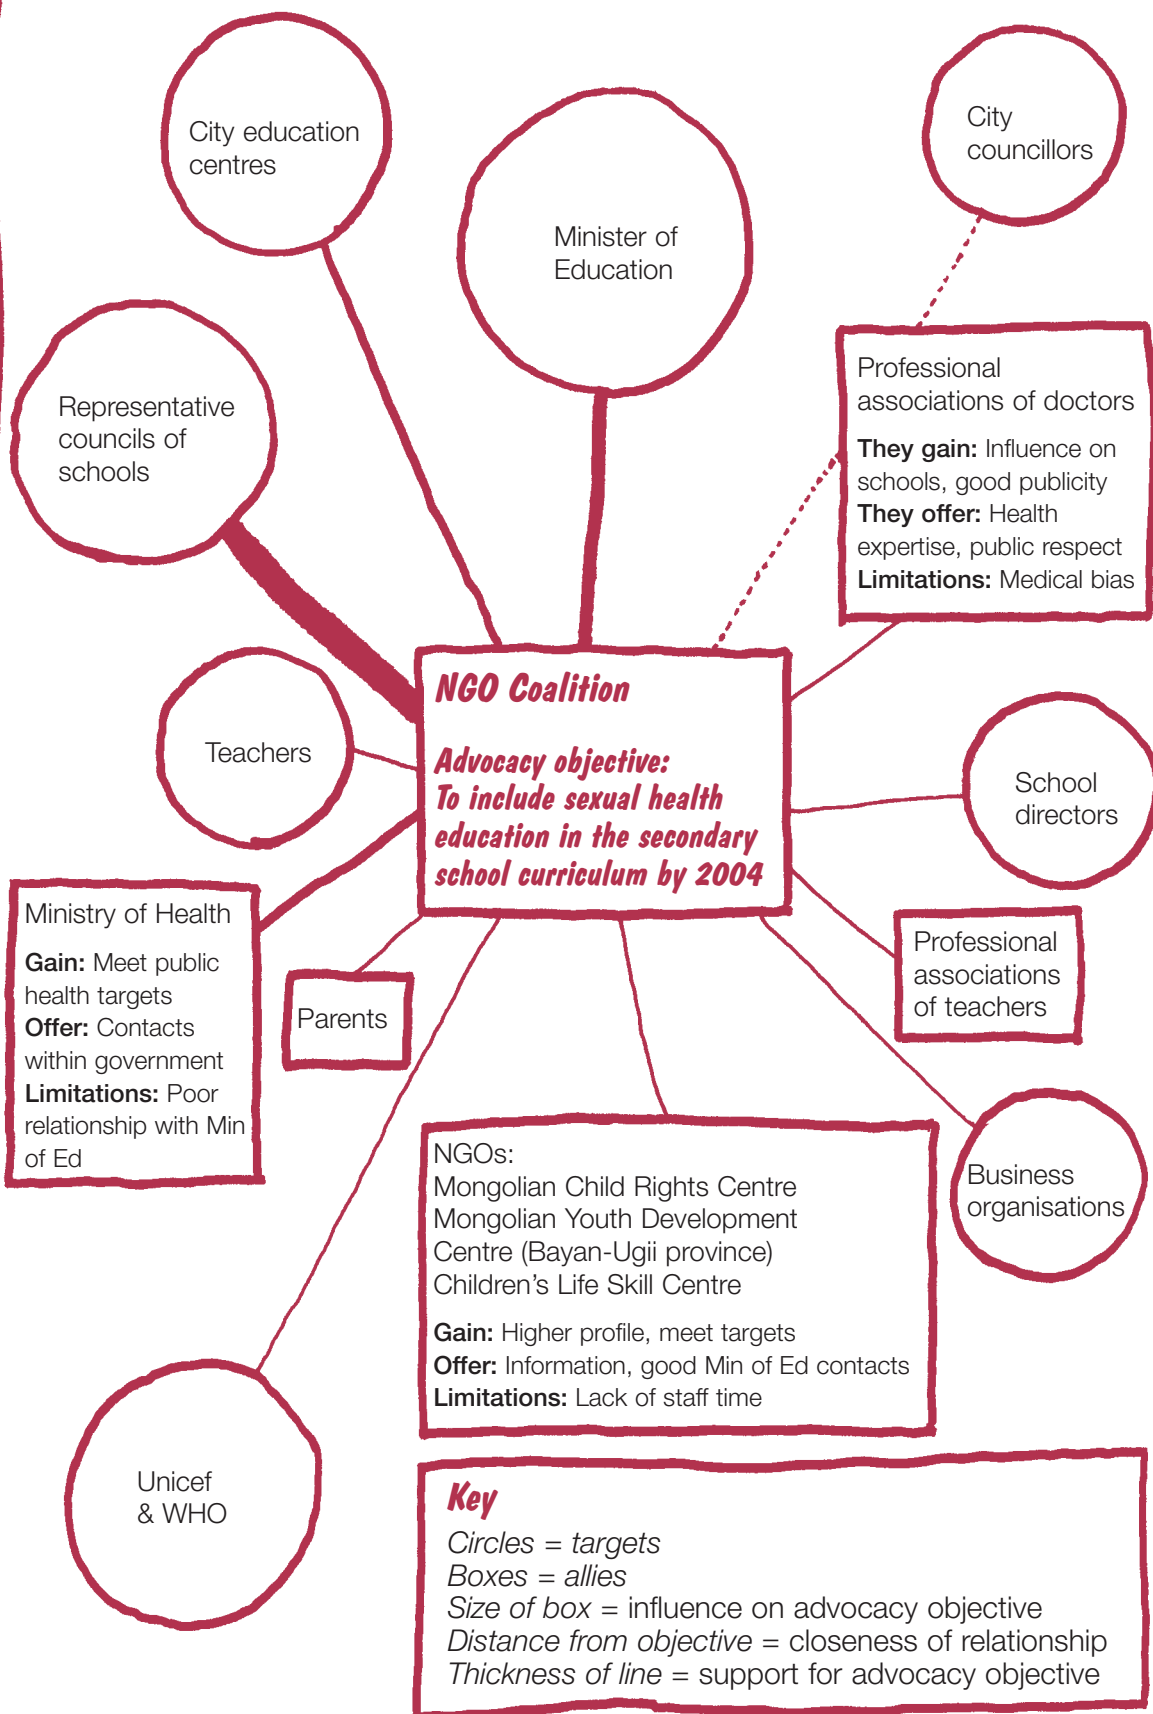 City education
centres
City
councillors
Minister of
Education
Representative
councils of
schools
Professional
associations of doctors
They gain: Influence on
schools, good publicity
They offer: Health
expertise, public respect
Limitations: Medical bias
NGO Coalition
Advocacy objective:
To include sexual health
education in the secondary
school curriculum by 2004
Teachers
School
directors
Ministry of Health
Gain: Meet public
health targets
Offer: Contacts
within government
Limitations: Poor
relationship with Min
of Ed
Parents
Professional
associations
of teachers
NGOs:
Mongolian Child Rights Centre
Mongolian Youth Development
Centre (Bayan-Ugii province)
Children's Life Skill Centre
Gain: Higher profile, meet targets
Offer: Information, good Min of Ed contacts
Limitations: Lack of staff time
Business
organisations
Unicef
& WHO
Key
Circles = targets
Boxes = allies
Size of box = influence on advocacy objective
Distance from objective = closeness of relationship
Thickness of line = support for advocacy objective